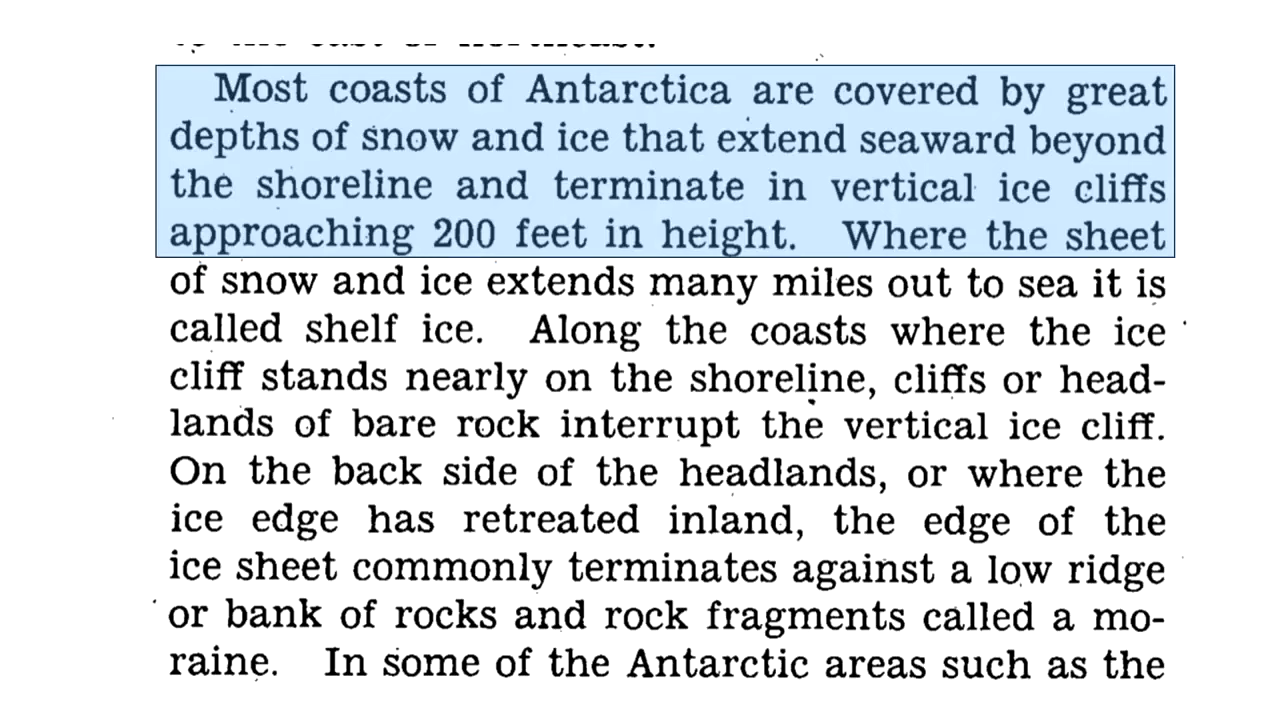 Most coasts of Antarctica are covered by great
depths of snow and ice that extend seaward beyond
the shoreline and terminate in vertical ice cliffs
approaching 200 feet in height. Where the sheet
of snow and ice extends many miles out to sea it is
called shelf ice. Along the coasts where the ice
cliff stands nearly on the shoreline, cliffs or head-
lands of bare rock interrupt the vertical ice cliff.
On the back side of the headlands, or where the
ice edge has retreated inland, the edge of the
ice sheet commonly terminates against a low ridge
or bank of rocks and rock fragments called a mo-
raine. In some of the Antarctic areas such as the